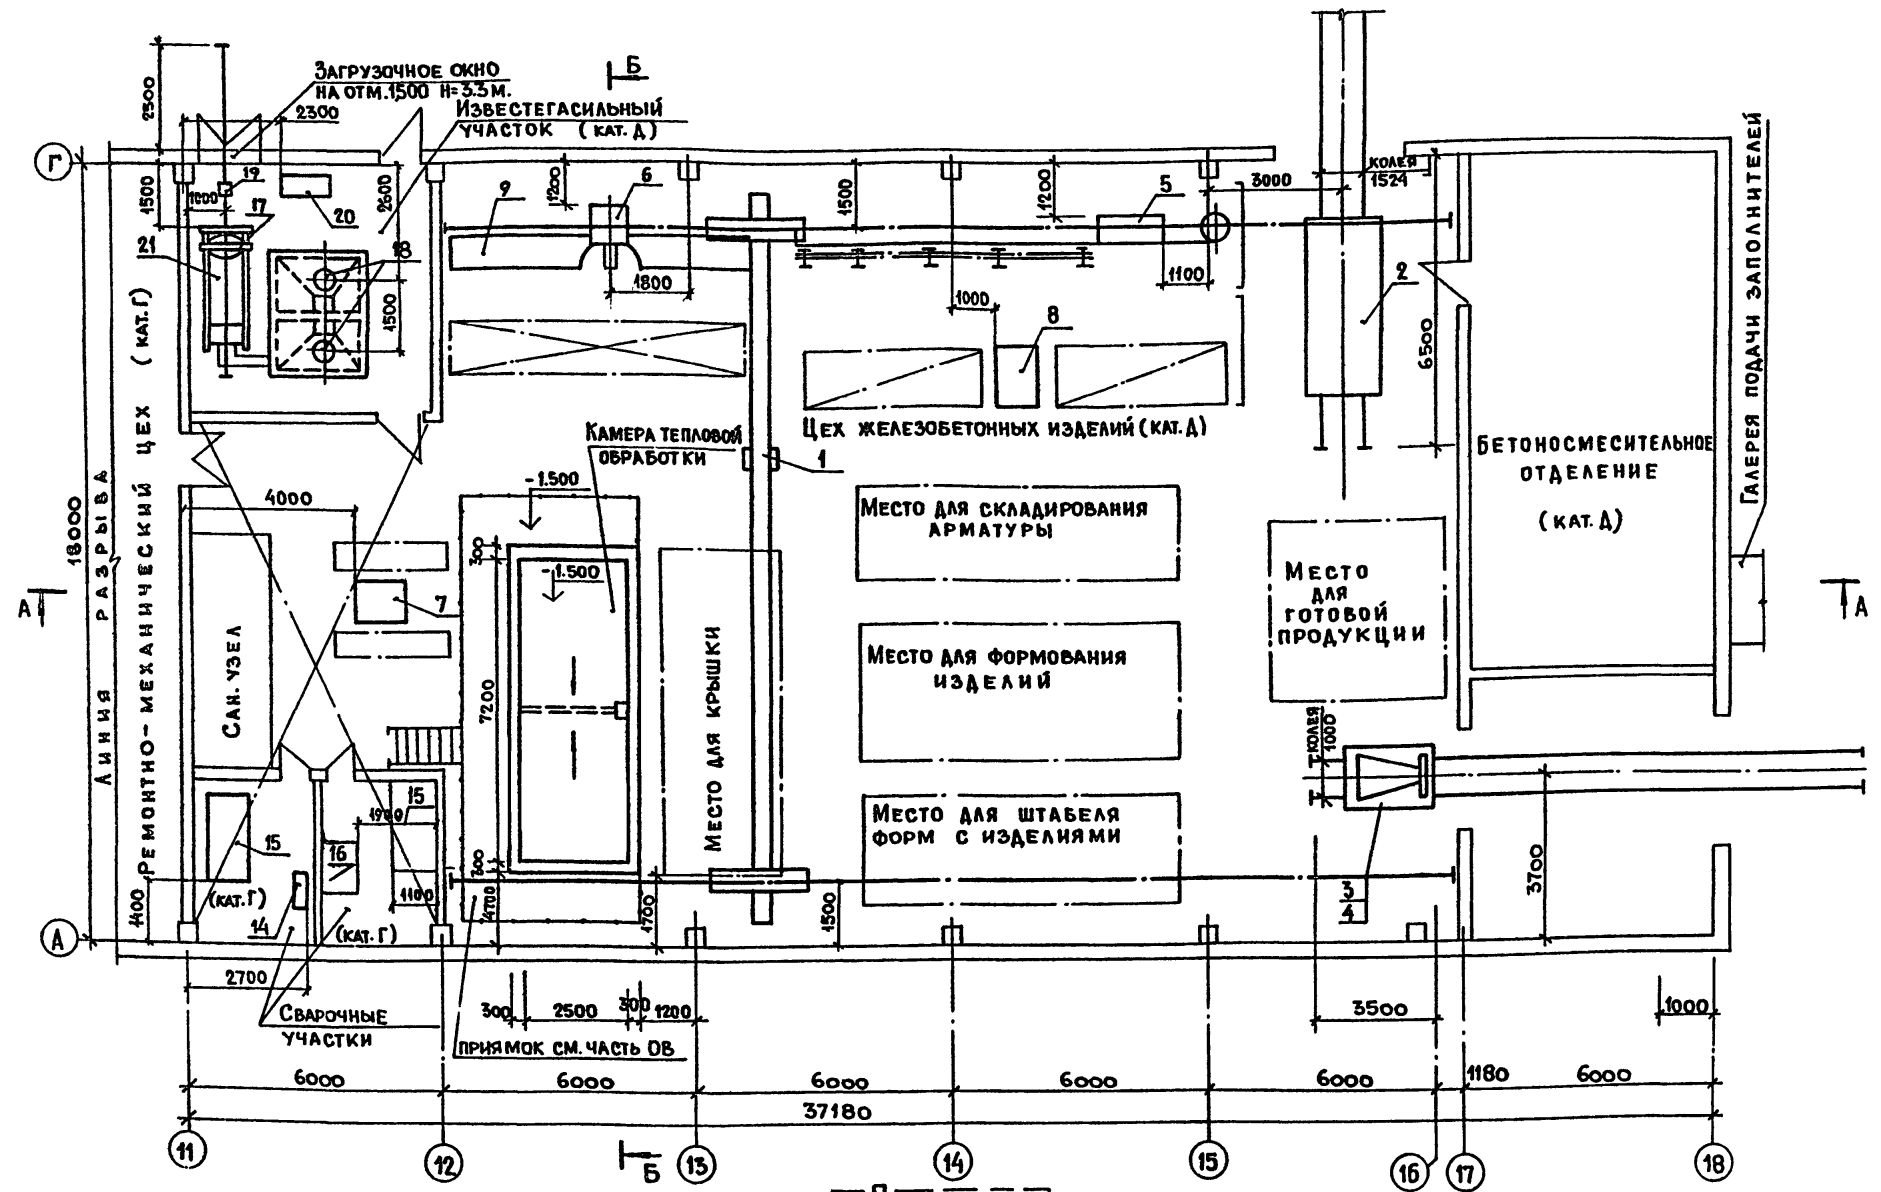 Б
Загрузочное окно
на отм. 1,500 Н=3.3 м.
2300
2500
Известегасильный
участок (кат. Д)
Г
1500
1000
19
17
20
21
18
2600
1500
9
1200
6
1800
1500
1200
5
1100
1000
8
3000
колея
1524
2
6500
Цех железобетонных изделий (кат. Д)
1
Бетоносмесительное
отделение
(кат. Д)
Галерея подачи заполнителей
18000
Линия разрыва
Ремонтно-механический цех (кат. Г)
4000
Камера тепловой
обработки
-1.500
-1.500
300
7200
7
Сан. узел
Место для крышки
Место для складирования
арматуры
Место для формования
изделий
Место для штабеля
форм с изделиями
Место
для
готовой
продукции
колея
1000
3
4
3700
А
А
15
15
1900
16
1100
14
(кат. Г)
(кат. Г)
1400
2700
4700
1700
1500
А
Сварочные
участки
300
2500
300
1200
приямок см. часть ОВ
3500
1000
6000
6000
6000
6000
6000
1180
6000
37180
11
12
Б
13
14
15
16
17
18